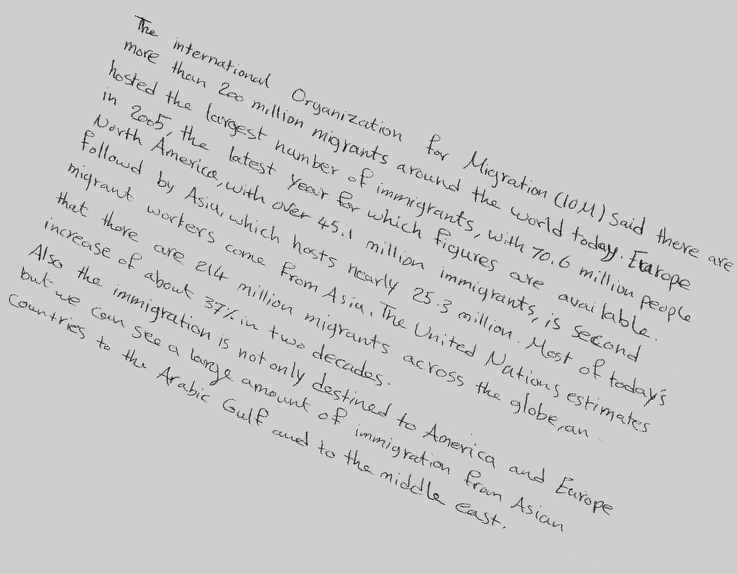 The international Organization for Migration (IOM) said there are
more than 200 million migrants around the world today. Europe
hosted the largest number of immigrants, with 70.6 million people
in 2005, the latest year for which figures are available.
North America, with over 45.1 million immigrants, is second
followd by Asia, which hosts nearly 25.3 million. Most of today's
migrant workers come from Asia. The United Nations estimates
that there are 214 million migrants across the globe, an
increase of about 37% in two decades.
Also the immigration is not only destined to America and Europe
but we can see a large amount of immigration from Asian
Countries to the Arabic Gulf and to the middle east.